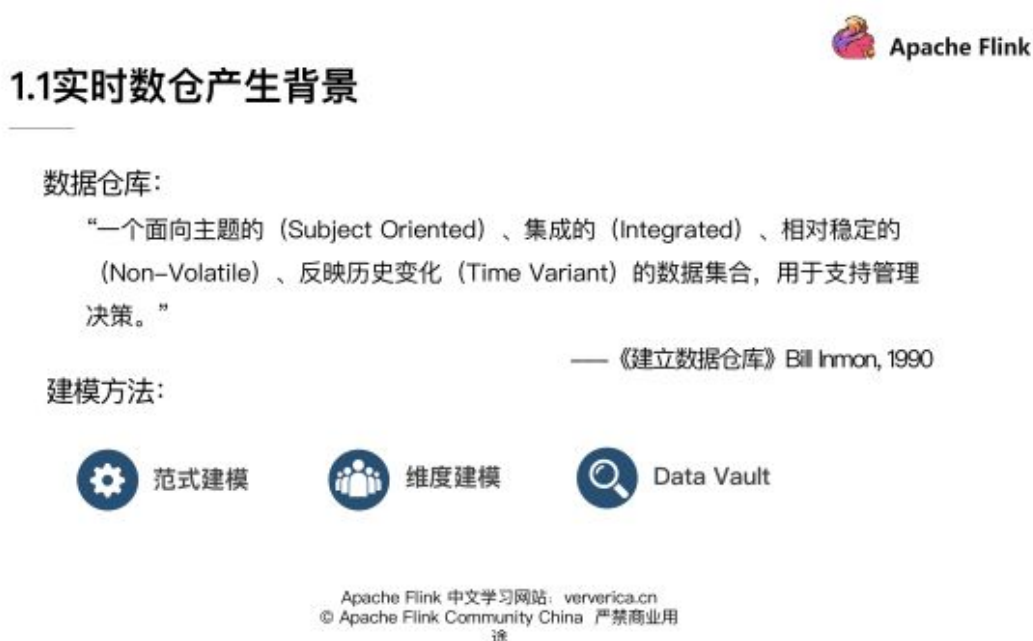 Apache Flink
1.1实时数仓产生背景
数据仓库：
“一个面向主题的（Subject Oriented）、集成的（Integrated）、相对稳定的
（Non-Volatile）、反映历史变化（Time Variant）的数据集合，用于支持管理
决策。”
——《建立数据仓库》Bill Inmon, 1990
建模方法：
范式建模
维度建模
Data Vault
Apache Flink 中文学习网站：ververica.cn
© Apache Flink Community China 严禁商业用
途